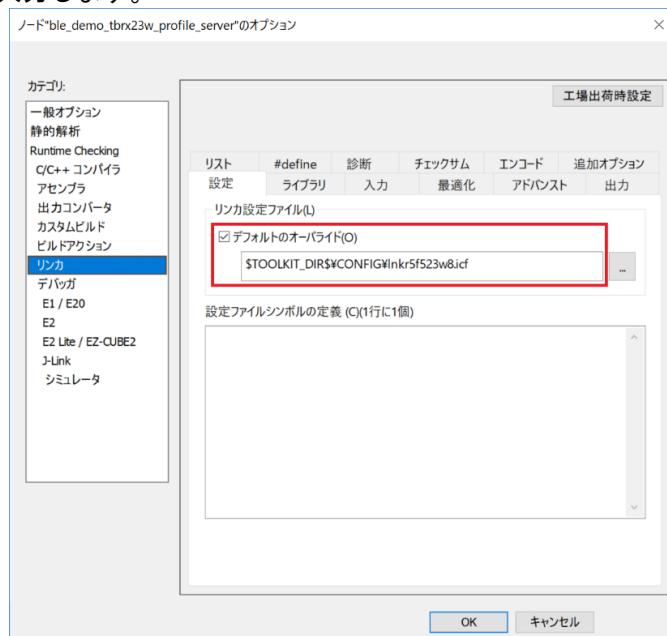 ノード"ble_demo_tbrx23w_profile_server"のオプション
カテゴリ:
工場出荷時設定
一般オプション
静的解析
Runtime Checking
C/C++ コンパイラ
アセンブラ
出力コンバータ
カスタムビルド
ビルドアクション
リンカ
デバッガ
E1 / E20
E2
E2 Lite / EZ-CUBE2
J-Link
シミュレータ
リスト #define 診断 チェックサム エンコード 追加オプション
設定 ライブラリ 入力 最適化 アドバンスト 出力
リンカ設定ファイル(L)
デフォルトのオーバライド(O)
$TOOLKIT_DIR$¥CONFIG¥lnkr5f523w8.icf
...
設定ファイルシンボルの定義 (C)(1行に1個)
OK キャンセル